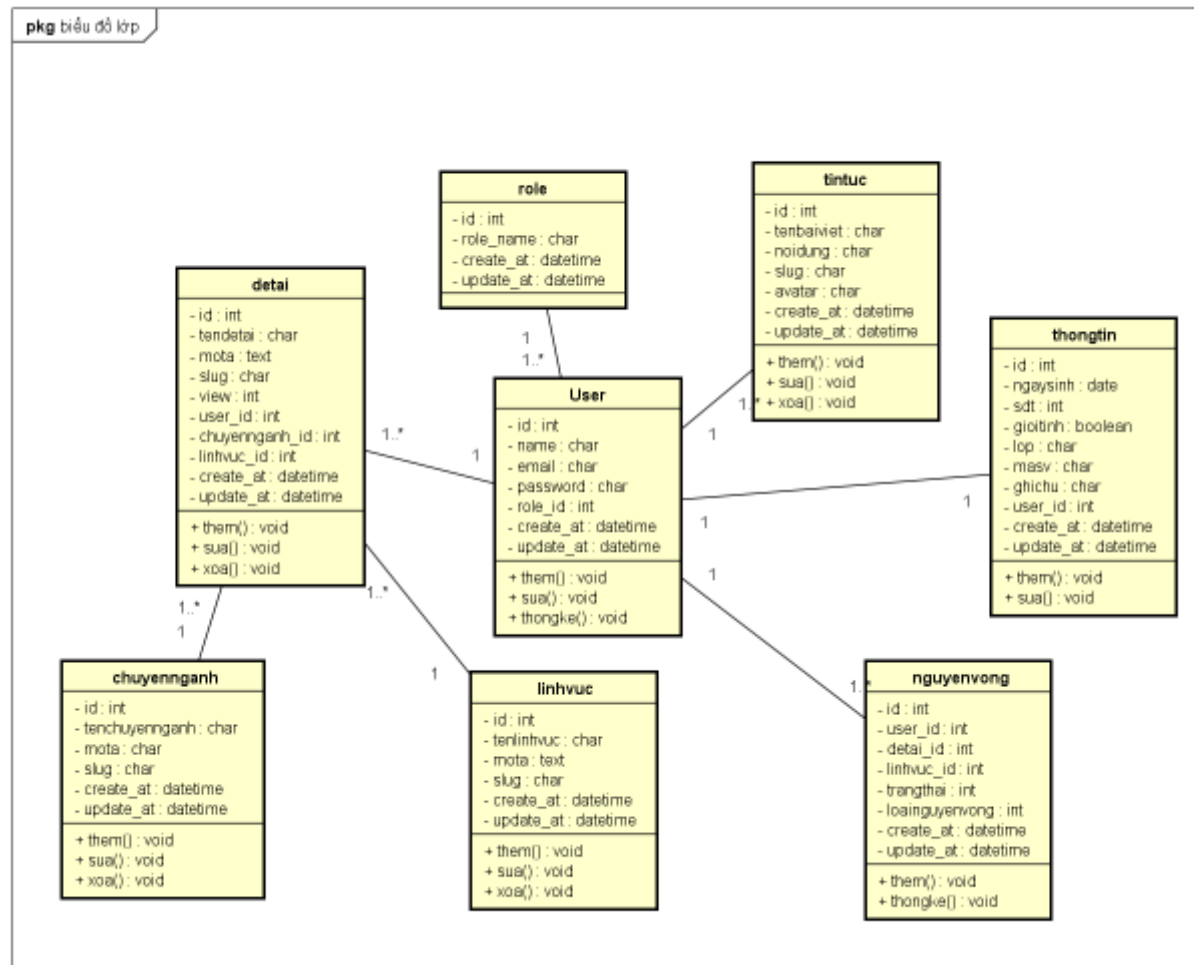 pkg biểu đồ lớp
role
- id : int
- role_name : char
- create_at : datetime
- update_at : datetime
tintuc
- id : int
- tenbaiviet : char
- noidung : char
- slug : char
- avatar : char
- create_at : datetime
- update_at : datetime
+ them() : void
+ sua() : void
+ xoa() : void
detai
- id : int
- tendetai : char
- mota : text
- slug : char
- view : int
- user_id : int
- chuyennganh_id : int
- linhvuc_id : int
- create_at : datetime
- update_at : datetime
+ them() : void
+ sua() : void
+ xoa() : void
thongtin
- id : int
- ngaysinh : date
- sdt : int
- gioitinh : boolean
- lop : char
- masv : char
- ghichu : char
- user_id : int
- create_at : datetime
- update_at : datetime
+ them() : void
+ sua() : void
1
1..*
User
- id : int
- name : char
- email : char
- password : char
- role_id : int
- create_at : datetime
- update_at : datetime
+ them() : void
+ sua() : void
+ thongke() : void
1..*
1
1..*
1
1
1
1
1..*
1..*
1
1..*
1
chuyennganh
- id : int
- tenchuyennganh : char
- mota : char
- slug : char
- create_at : datetime
- update_at : datetime
+ them() : void
+ sua() : void
+ xoa() : void
linhvuc
- id : int
- tenlinhvuc : char
- mota : text
- slug : char
- create_at : datetime
- update_at : datetime
+ them() : void
+ sua() : void
+ xoa() : void
nguyenvong
- id : int
- user_id : int
- detai_id : int
- linhvuc_id : int
- trangthai : int
- loainguyenvong : int
- create_at : datetime
- update_at : datetime
+ them() : void
+ thongke() : void